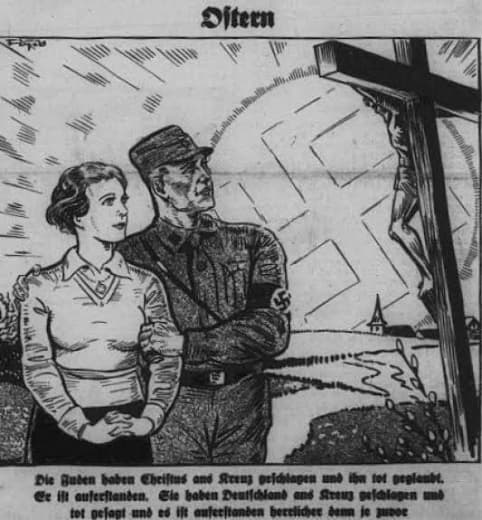 Ostern
Fips
Die Juden haben Christus ans Kreuz geschlagen und ihn tot geglaubt.
Er ist auferstanden. Sie haben Deutschland ans Kreuz geschlagen und
tot gesagt und es ist auferstanden herrlicher denn je zuvor